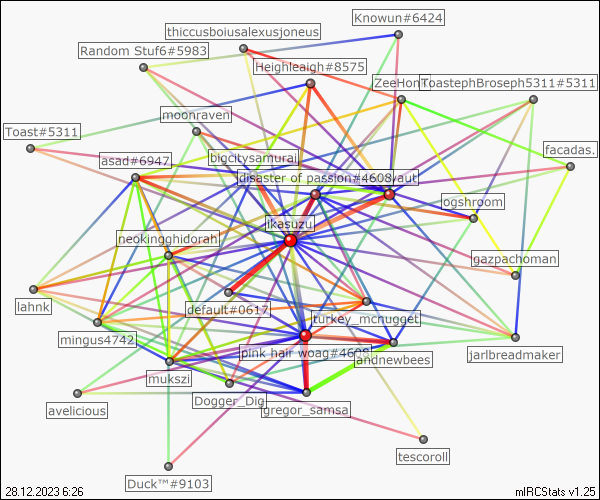 Knowun#6424
thiccusboiusalexusjoneus
Random Stuf6#5983
Heighleaigh#8575
ZeeHon
ToastephBroseph5311#5311
moonraven
Toast#5311
facadas.
bigcitysamurai
asad#6947
disaster of passion#4608
aut
ogshroom
ikasuzu
neokingghidorah
gazpachoman
lahnk
default#0617
turkey_mcnugget
mingus4742
pink hair woag#4608
andnewbees
jarlbreadmaker
mukszi
Dogger_Dig
gregor_samsa
avelicious
tescoroll
Duck™#9103
28.12.2023 6:26
mIRCStats v1.25